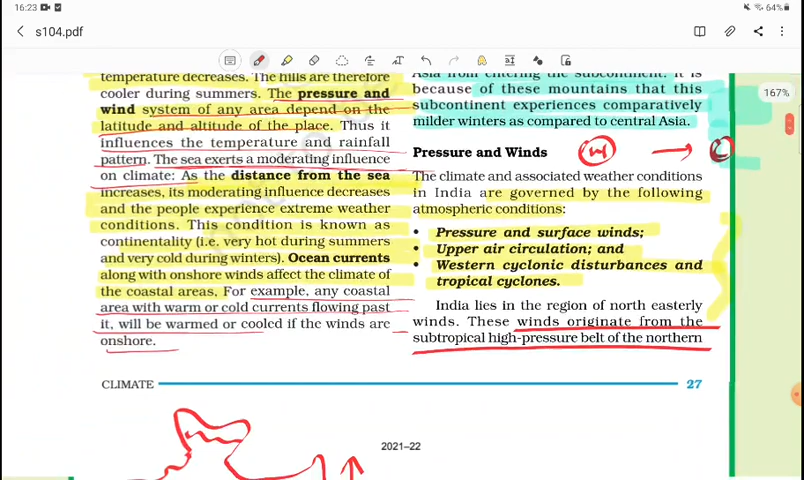 16:23
64%
s104.pdf
167%
temperature decreases. The hills are therefore
cooler during summers. The pressure and
wind system of any area depend on the
latitude and altitude of the place. Thus it
influences the temperature and rainfall
pattern. The sea exerts a moderating influence
on climate: As the distance from the sea
increases, its moderating influence decreases
and the people experience extreme weather
conditions. This condition is known as
continentality (i.e. very hot during summers
and very cold during winters). Ocean currents
along with onshore winds affect the climate of
the coastal areas. For example, any coastal
area with warm or cold currents flowing past
it, will be warmed or cooled if the winds are
onshore.
Asia from entering the subcontinent. It is
because of these mountains that this
subcontinent experiences comparatively
milder winters as compared to central Asia.
Pressure and Winds
H
The climate and associated weather conditions
in India are governed by the following
atmospheric conditions:
• Pressure and surface winds;
• Upper air circulation; and
• Western cyclonic disturbances and
tropical cyclones.
India lies in the region of north easterly
winds. These winds originate from the
subtropical high-pressure belt of the northern
CLIMATE
27
2021–22